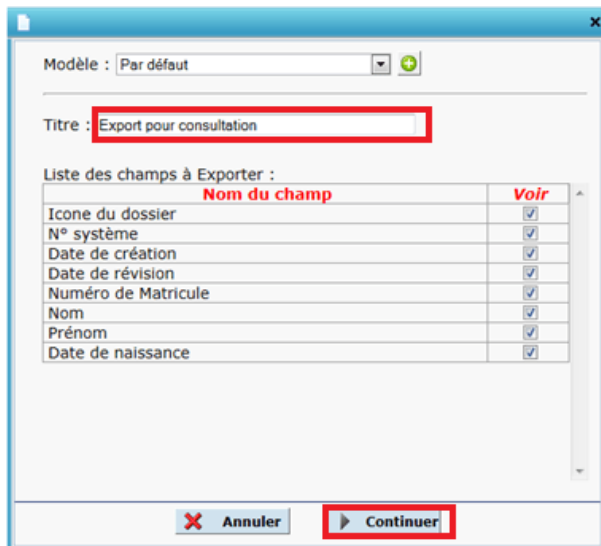 Modèle : Par défaut
Titre : Export pour consultation
Liste des champs à Exporter :
Nom du champ Voir
Icone du dossier
N° système
Date de création
Date de révision
Numéro de Matricule
Nom
Prénom
Date de naissance
Annuler Continuer